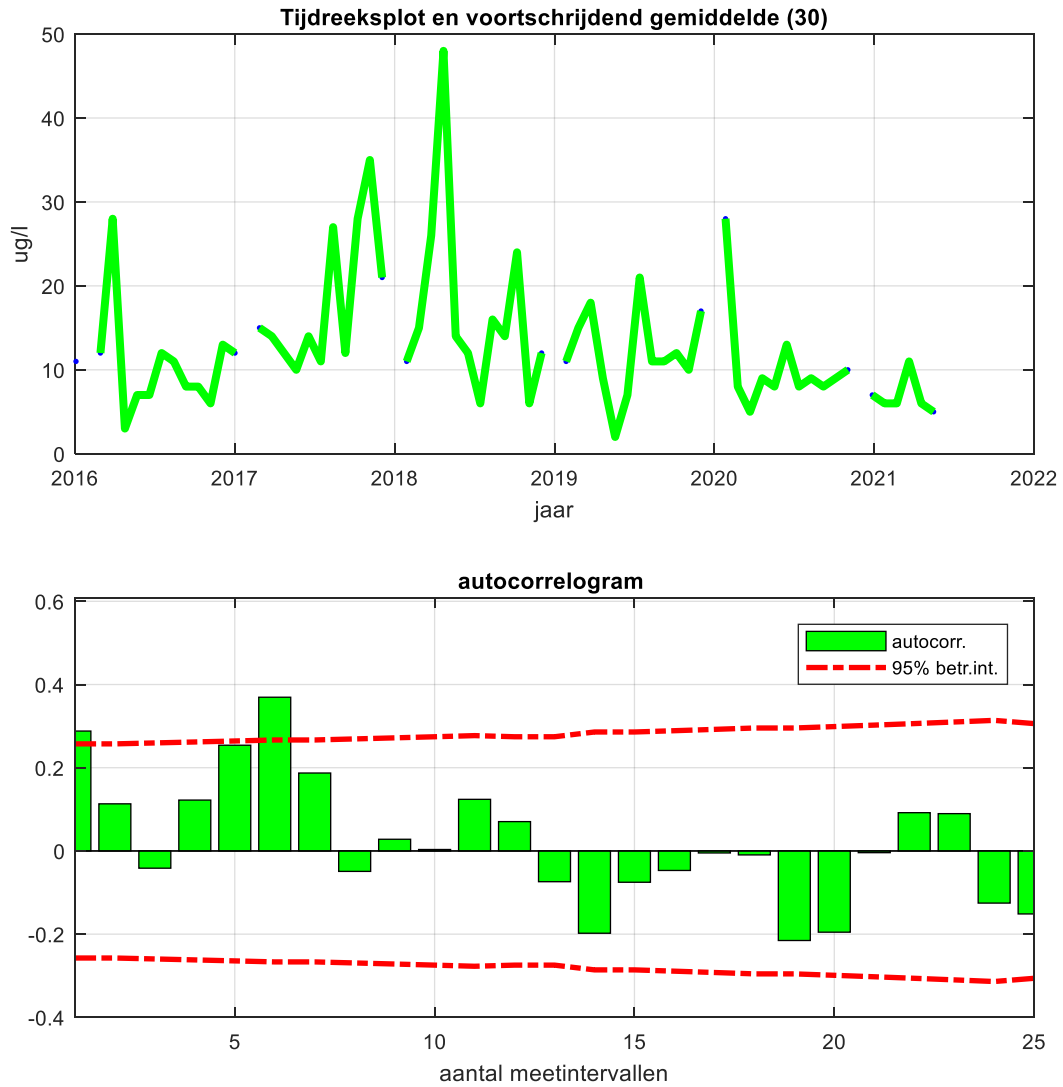 Tijdreeksplot en voortschrijdend gemiddelde (30)
50
40
30
20
10
0
ug/l
2016 2017 2018 2019 2020 2021 2022
jaar
autocorrelogram
0.6
0.4
0.2
0
-0.2
-0.4
autocorr.
95% betr.int.
5 10 15 20 25
aantal meetintervallen